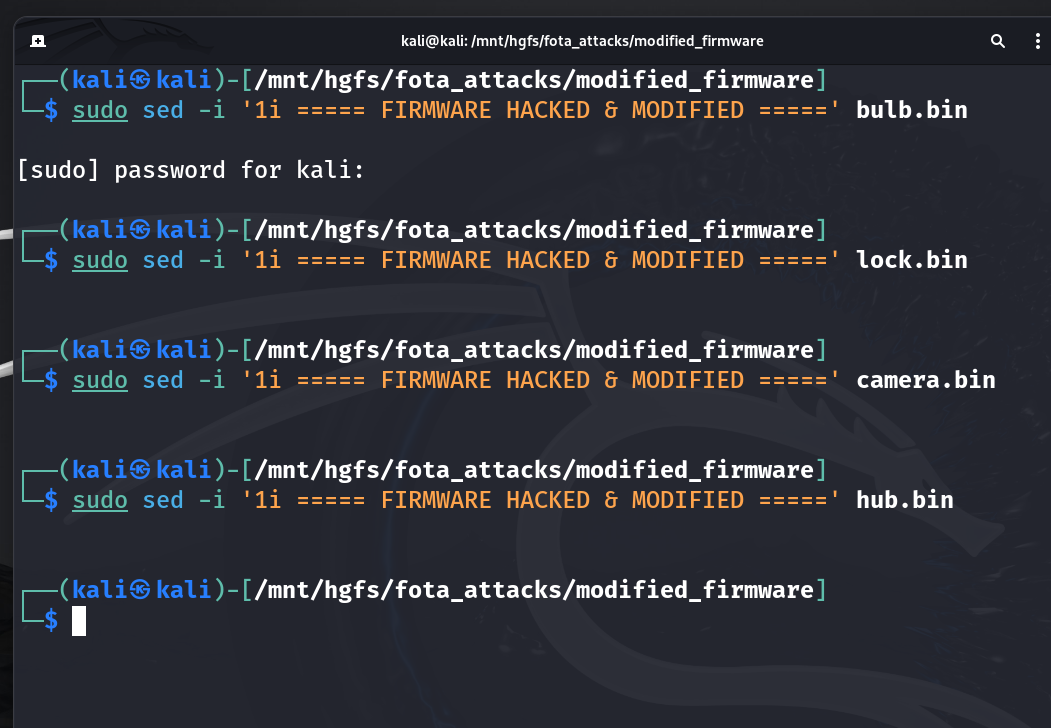 kali@kali: /mnt/hgfs/fota_attacks/modified_firmware
┌──(kali㉿kali)-[/mnt/hgfs/fota_attacks/modified_firmware]
└─$ sudo sed -i '1i ===== FIRMWARE HACKED & MODIFIED =====' bulb.bin
[sudo] password for kali:
┌──(kali㉿kali)-[/mnt/hgfs/fota_attacks/modified_firmware]
└─$ sudo sed -i '1i ===== FIRMWARE HACKED & MODIFIED =====' lock.bin
┌──(kali㉿kali)-[/mnt/hgfs/fota_attacks/modified_firmware]
└─$ sudo sed -i '1i ===== FIRMWARE HACKED & MODIFIED =====' camera.bin
┌──(kali㉿kali)-[/mnt/hgfs/fota_attacks/modified_firmware]
└─$ sudo sed -i '1i ===== FIRMWARE HACKED & MODIFIED =====' hub.bin
┌──(kali㉿kali)-[/mnt/hgfs/fota_attacks/modified_firmware]
└─$